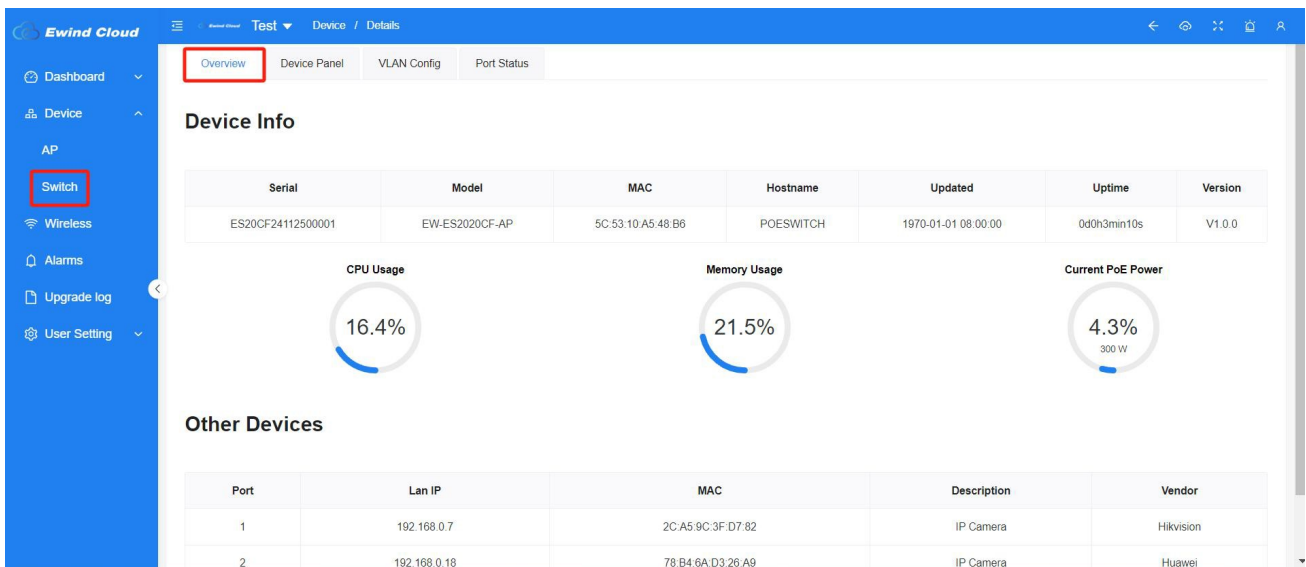 Ewind Cloud
Test Device / Details
Overview Device Panel VLAN Config Port Status
Dashboard
Device
AP
Switch
Wireless
Alarms
Upgrade log
User Setting
Device Info
Serial Model MAC Hostname Updated Uptime Version
ES20CF24112500001 EW-ES2020CF-AP 5C:53:10:A5:48:B6 POESWITCH 1970-01-01 08:00:00 0d0h3min10s V1.0.0
CPU Usage Memory Usage Current PoE Power
16.4% 21.5% 4.3%
300 W
Other Devices
Port Lan IP MAC Description Vendor
1 192.168.0.7 2C:A5:9C:3F:D7:82 IP Camera Hikvision
2 192.168.0.18 78:B4:6A:D3:26:A9 IP Camera Huawei